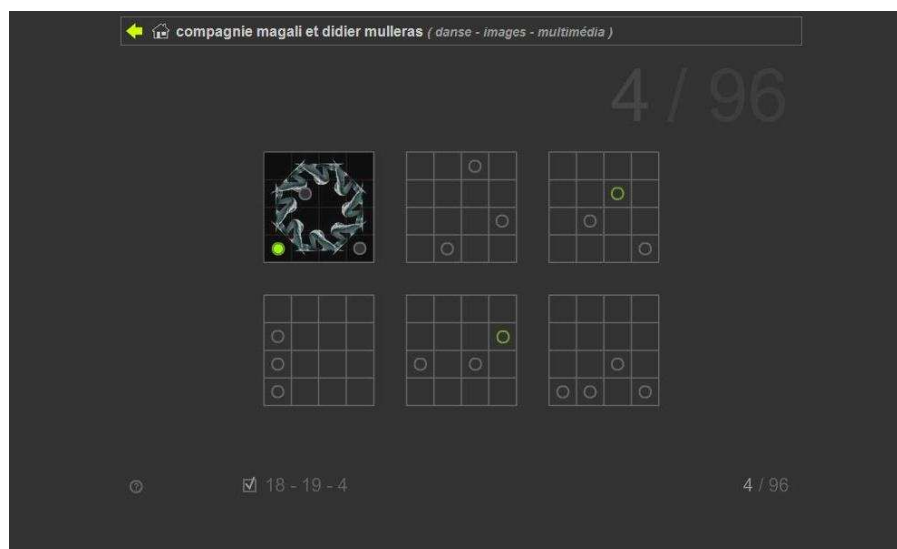 compagnie magali et didier mulleras ( danse - images - multimédia )
4 / 96
18 - 19 - 4
4 / 96